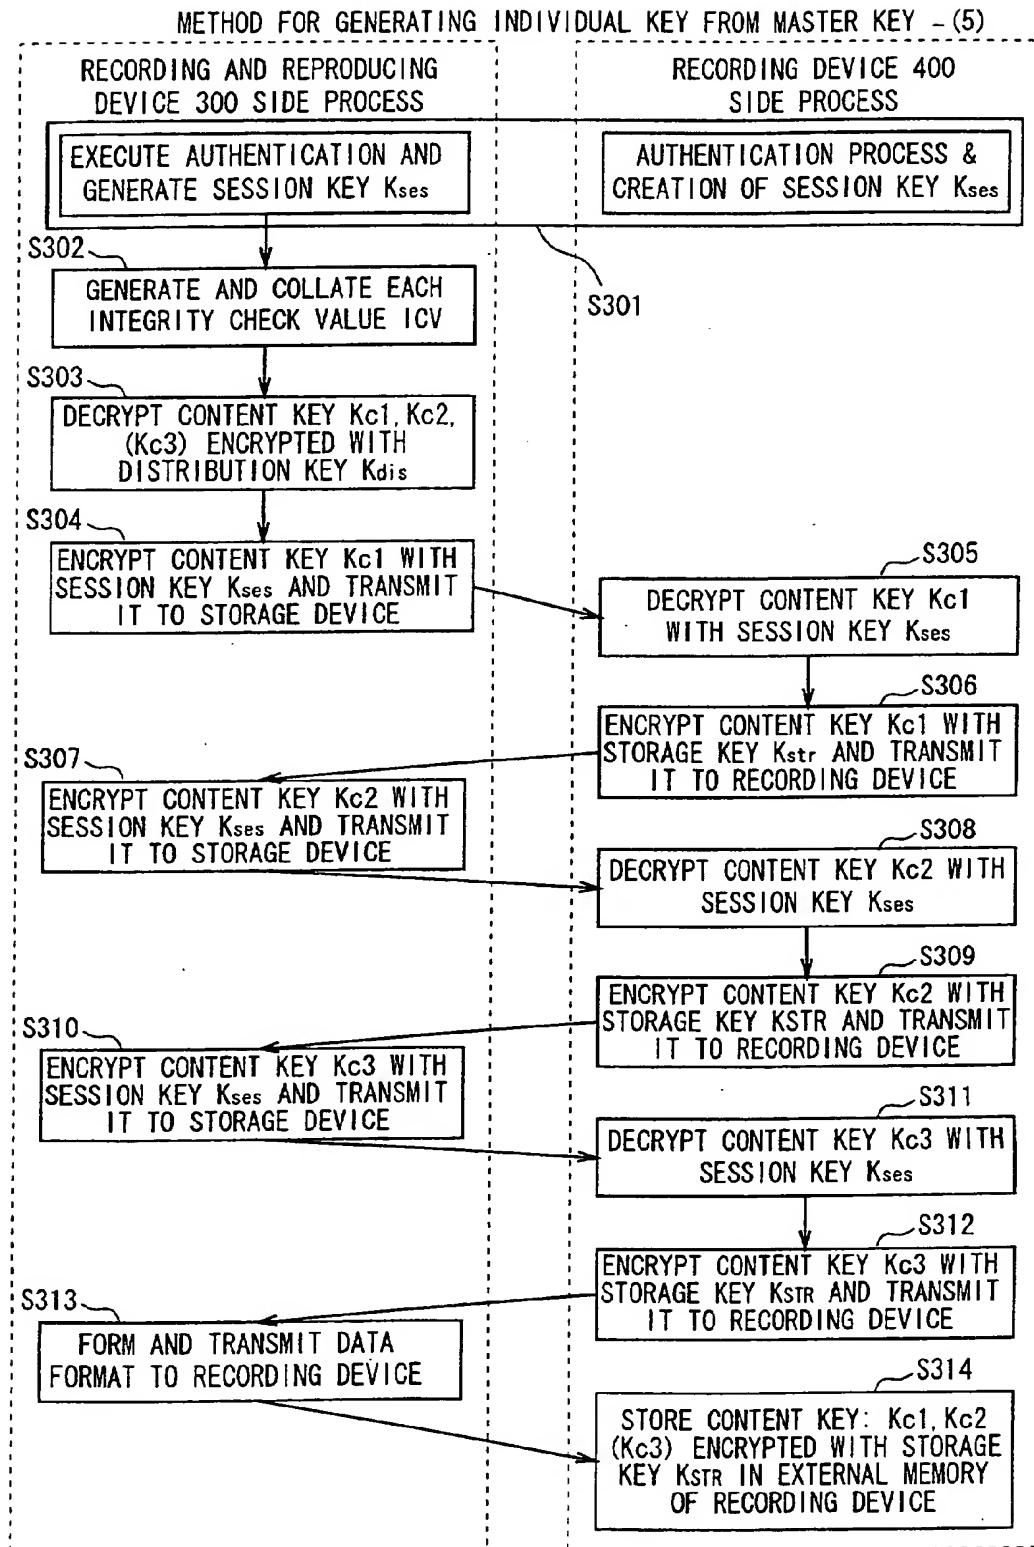 METHOD FOR GENERATING INDIVIDUAL KEY FROM MASTER KEY - (5)
RECORDING AND REPRODUCING
DEVICE 300 SIDE PROCESS
RECORDING DEVICE 400
SIDE PROCESS
EXECUTE AUTHENTICATION AND
GENERATE SESSION KEY Kses
AUTHENTICATION PROCESS &
CREATION OF SESSION KEY Kses
S301
S302
GENERATE AND COLLATE EACH
INTEGRITY CHECK VALUE ICV
S303
DECRYPT CONTENT KEY Kc1, Kc2,
(Kc3) ENCRYPTED WITH
DISTRIBUTION KEY Kdis
S304
ENCRYPT CONTENT KEY Kc1 WITH
SESSION KEY Kses AND TRANSMIT
IT TO STORAGE DEVICE
S305
DECRYPT CONTENT KEY Kc1
WITH SESSION KEY Kses
S306
ENCRYPT CONTENT KEY Kc1 WITH
STORAGE KEY Kstr AND TRANSMIT
IT TO RECORDING DEVICE
S307
ENCRYPT CONTENT KEY Kc2 WITH
SESSION KEY Kses AND TRANSMIT
IT TO STORAGE DEVICE
S308
DECRYPT CONTENT KEY Kc2 WITH
SESSION KEY Kses
S309
ENCRYPT CONTENT KEY Kc2 WITH
STORAGE KEY KSTR AND TRANSMIT
IT TO RECORDING DEVICE
S310
ENCRYPT CONTENT KEY Kc3 WITH
SESSION KEY Kses AND TRANSMIT
IT TO STORAGE DEVICE
S311
DECRYPT CONTENT KEY Kc3 WITH
SESSION KEY Kses
S312
ENCRYPT CONTENT KEY Kc3 WITH
STORAGE KEY KSTR AND TRANSMIT
IT TO RECORDING DEVICE
S313
FORM AND TRANSMIT DATA
FORMAT TO RECORDING DEVICE
S314
STORE CONTENT KEY: Kc1, Kc2
(Kc3) ENCRYPTED WITH STORAGE
KEY KSTR IN EXTERNAL MEMORY
OF RECORDING DEVICE